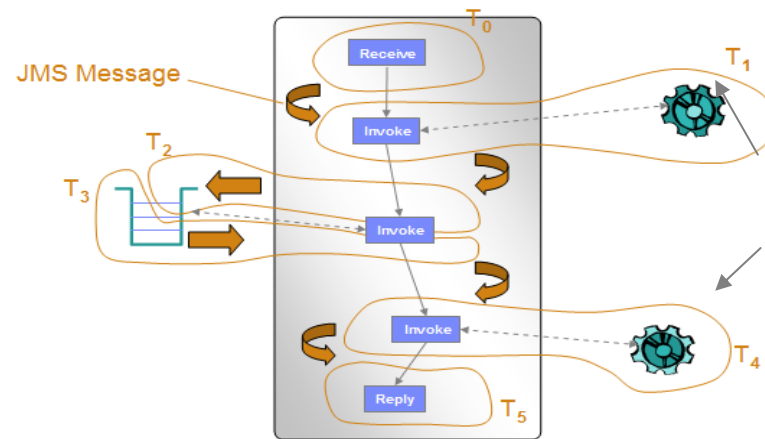 T0
Receive
JMS Message
T1
Invoke
T2
T3
Invoke
Invoke
T4
Reply
T5